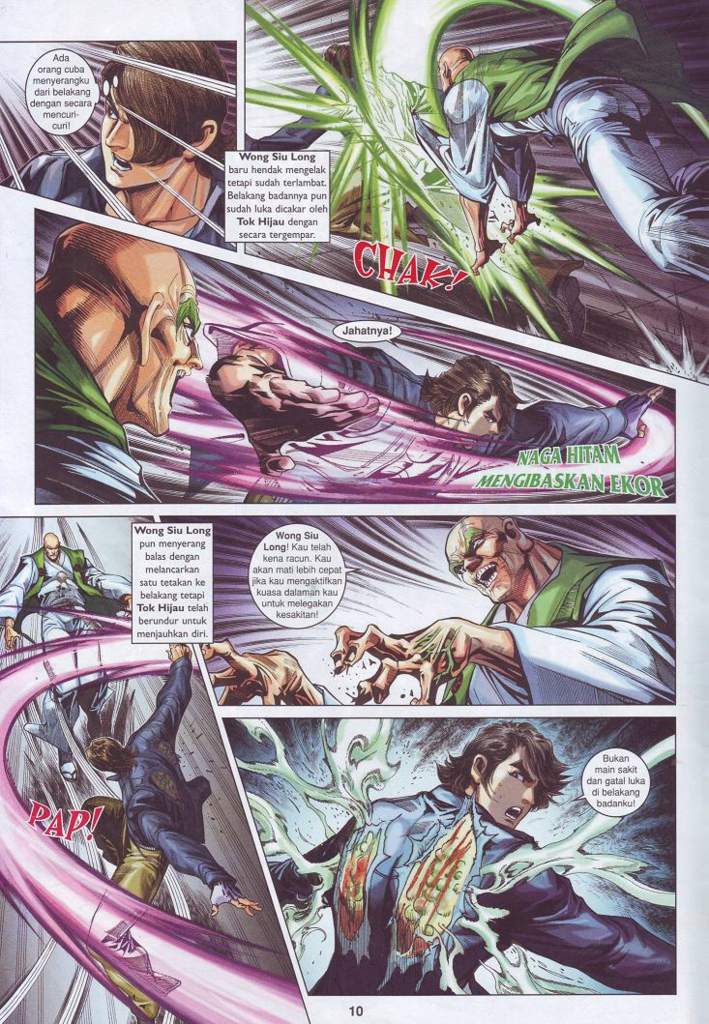 Ada
orang cuba
menyerangku
dari belakang
dengan secara
mencuri-
curi!
Wong Siu Long
baru hendak mengelak
tetapi sudah terlambat.
Belakang badannya pun
sudah luka dicakar oleh
Tok Hijau dengan
secara tergempar.
CHAK!
Jahatnya!
NAGA HITAM
MENGIBASKAN EKOR
Wong Siu Long
pun menyerang
balas dengan
melancarkan
satu tetakan ke
belakang tetapi
Tok Hijau telah
berundur untuk
menjauhkan diri.
PAP!
Wong Siu
Long! Kau telah
kena racun. Kau
akan mati lebih cepat
jika kau mengaktifkan
kuasa dalaman kau
untuk melegakan
kesakitan!
Bukan
main sakit
dan gatal luka
di belakang
badanku!
10